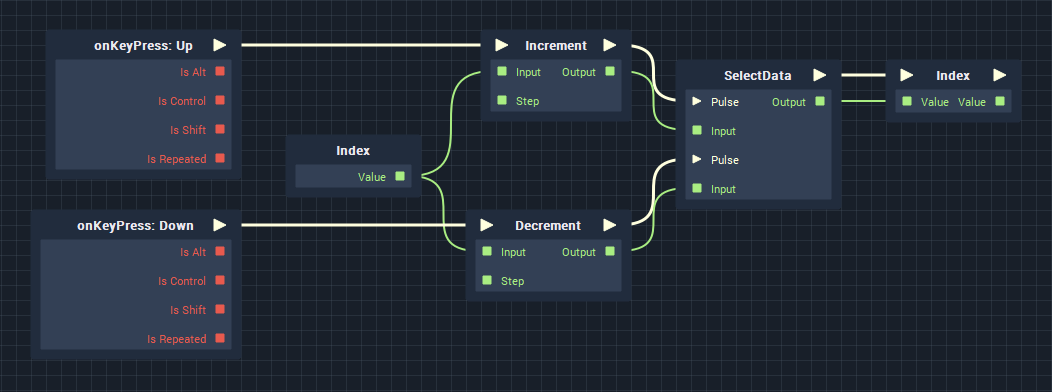 onKeyPress: Up
Is Alt
Is Control
Is Shift
Is Repeated
Index
Value
onKeyPress: Down
Is Alt
Is Control
Is Shift
Is Repeated
Increment
Input Output
Step
Decrement
Input Output
Step
SelectData
Pulse Output
Input
Pulse
Input
Index
Value Value